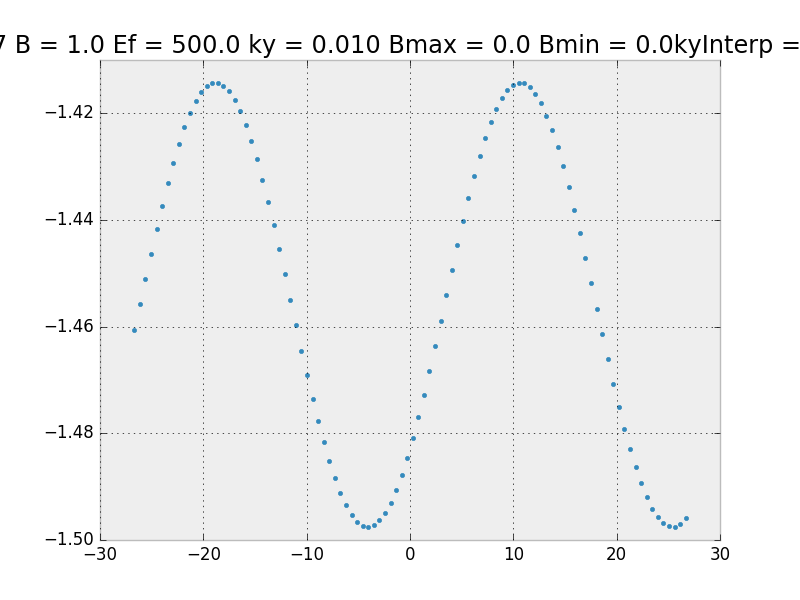 7 B = 1.0 Ef = 500.0 ky = 0.010 Bmax = 0.0 Bmin = 0.0kyInterp =
−1.42
−1.44
−1.46
−1.48
−1.50
−30 −20 −10 0 10 20 30